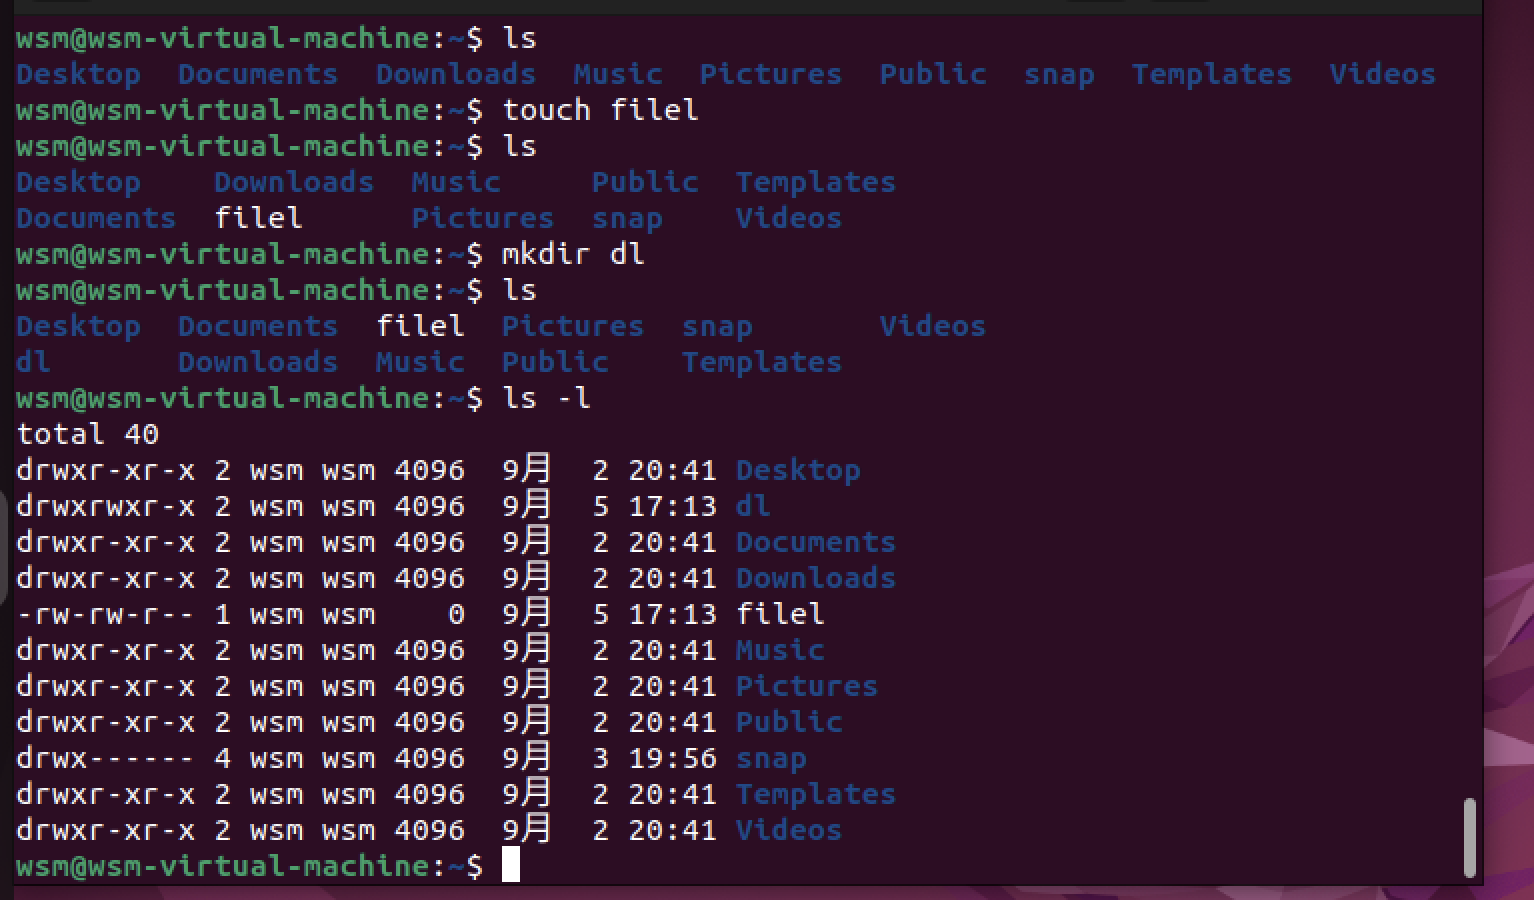 wsm@wsm-virtual-machine:~$ ls
Desktop  Documents  Downloads  Music  Pictures  Public  snap  Templates  Videos
wsm@wsm-virtual-machine:~$ touch filel
wsm@wsm-virtual-machine:~$ ls
Desktop    Downloads  Music     Public  Templates
Documents  filel      Pictures  snap    Videos
wsm@wsm-virtual-machine:~$ mkdir dl
wsm@wsm-virtual-machine:~$ ls
Desktop  Documents  filel  Pictures  snap       Videos
dl       Downloads  Music  Public    Templates
wsm@wsm-virtual-machine:~$ ls -l
total 40
drwxr-xr-x 2 wsm wsm 4096  9月  2 20:41 Desktop
drwxrwxr-x 2 wsm wsm 4096  9月  5 17:13 dl
drwxr-xr-x 2 wsm wsm 4096  9月  2 20:41 Documents
drwxr-xr-x 2 wsm wsm 4096  9月  2 20:41 Downloads
-rw-rw-r-- 1 wsm wsm    0  9月  5 17:13 filel
drwxr-xr-x 2 wsm wsm 4096  9月  2 20:41 Music
drwxr-xr-x 2 wsm wsm 4096  9月  2 20:41 Pictures
drwxr-xr-x 2 wsm wsm 4096  9月  2 20:41 Public
drwx------ 4 wsm wsm 4096  9月  3 19:56 snap
drwxr-xr-x 2 wsm wsm 4096  9月  2 20:41 Templates
drwxr-xr-x 2 wsm wsm 4096  9月  2 20:41 Videos
wsm@wsm-virtual-machine:~$